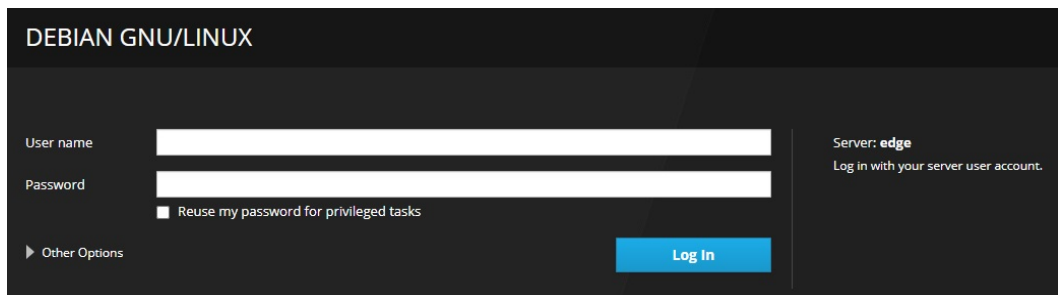 DEBIAN GNU/LINUX
User name
Password
Reuse my password for privileged tasks
Other Options
Log In
Server: edge
Log in with your server user account.